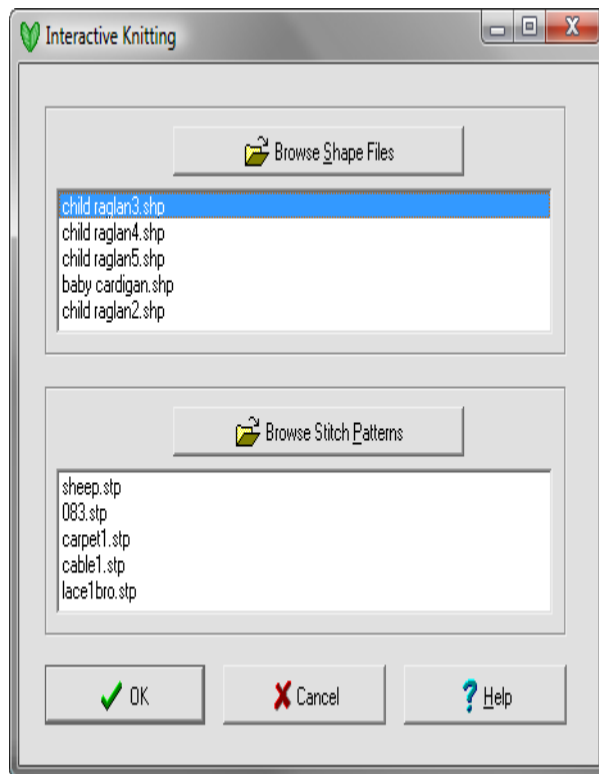 Interactive Knitting
Browse Shape Files
child raglan3.shp
child raglan4.shp
child raglan5.shp
baby cardigan.shp
child raglan2.shp
Browse Stitch Patterns
sheep.stp
083.stp
carpet1.stp
cable1.stp
lace1bro.stp
OK
Cancel
Help